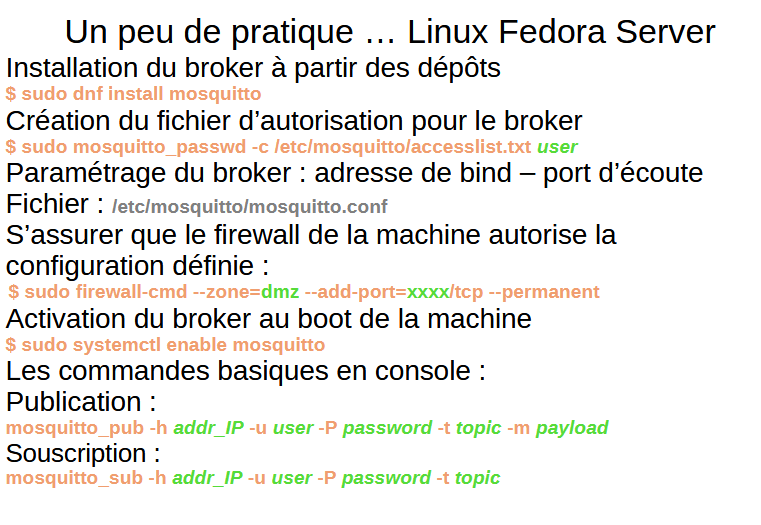 Un peu de pratique … Linux Fedora Server
Installation du broker à partir des dépôts
$ sudo dnf install mosquitto
Création du fichier d’autorisation pour le broker
$ sudo mosquitto_passwd -c /etc/mosquitto/accesslist.txt user
Paramétrage du broker : adresse de bind – port d’écoute
Fichier : /etc/mosquitto/mosquitto.conf
S’assurer que le firewall de la machine autorise la
configuration définie :
$ sudo firewall-cmd --zone=dmz --add-port=xxxx/tcp --permanent
Activation du broker au boot de la machine
$ sudo systemctl enable mosquitto
Les commandes basiques en console :
Publication :
mosquitto_pub -h addr_IP -u user -P password -t topic -m payload
Souscription :
mosquitto_sub -h addr_IP -u user -P password -t topic